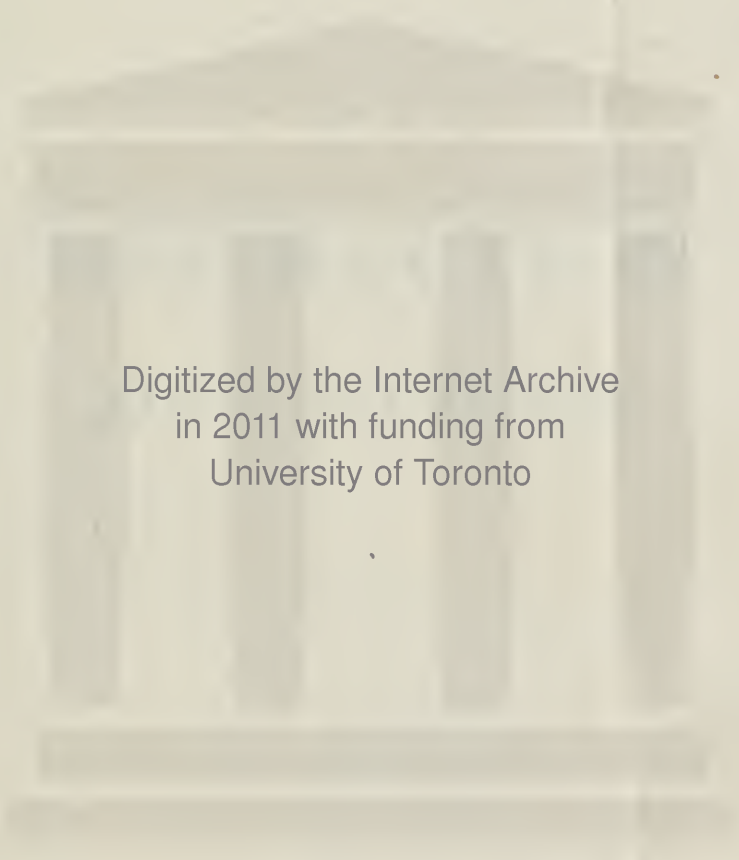 Digitized by the Internet Archive
in 2011 with funding from
University of Toronto